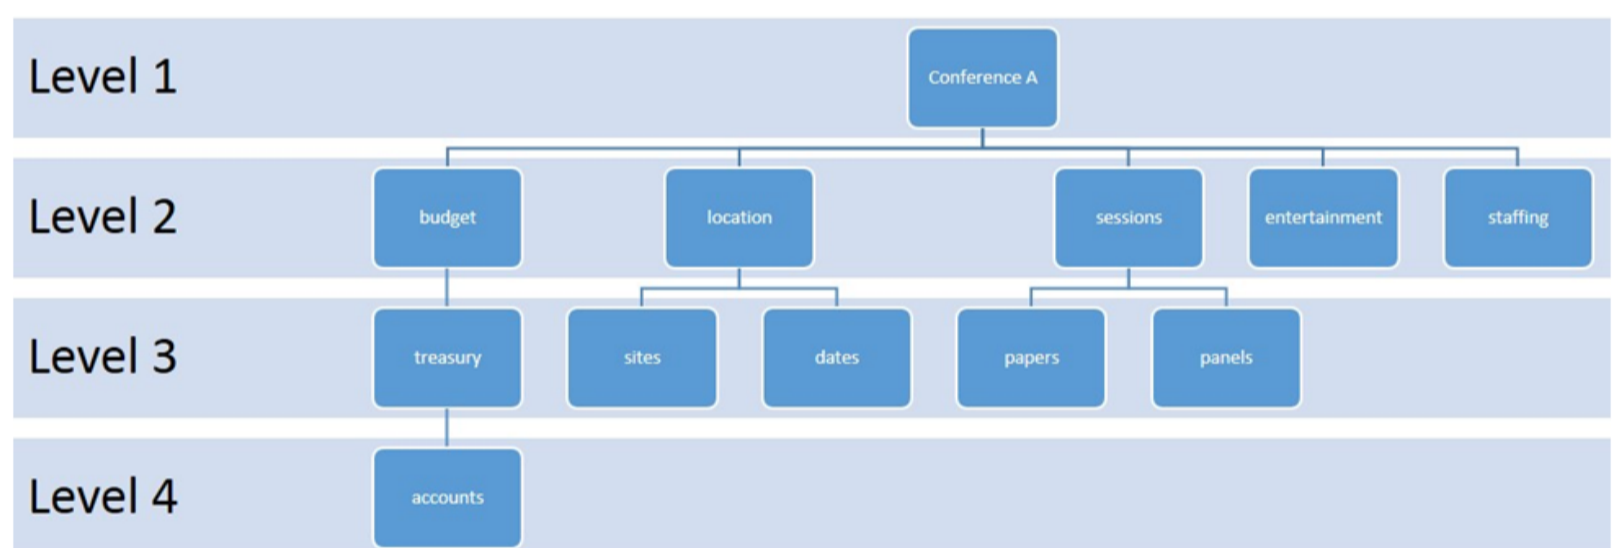 Level 1
Conference A
Level 2
budget
location
sessions
entertainment
staffing
Level 3
treasury
sites
dates
papers
panels
Level 4
accounts